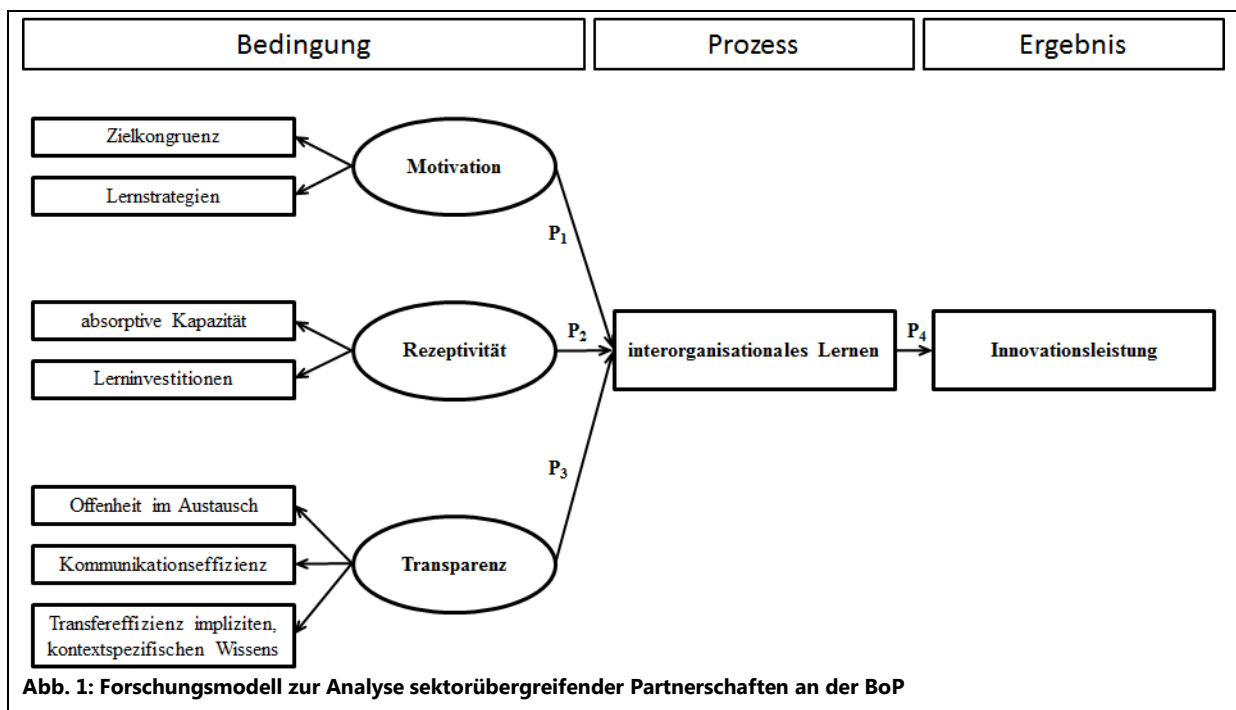 Bedingung
Prozess
Ergebnis
Zielkongruenz
Lernstrategien
Motivation
P1
absorptive Kapazität
Lerninvestitionen
Rezeptivität
P2
interorganisationales Lernen
P4
Innovationsleistung
P3
Offenheit im Austausch
Kommunikationseffizienz
Transfereffizienz impliziten,
kontextspezifischen Wissens
Transparenz
Abb. 1: Forschungsmodell zur Analyse sektorübergreifender Partnerschaften an der BoP